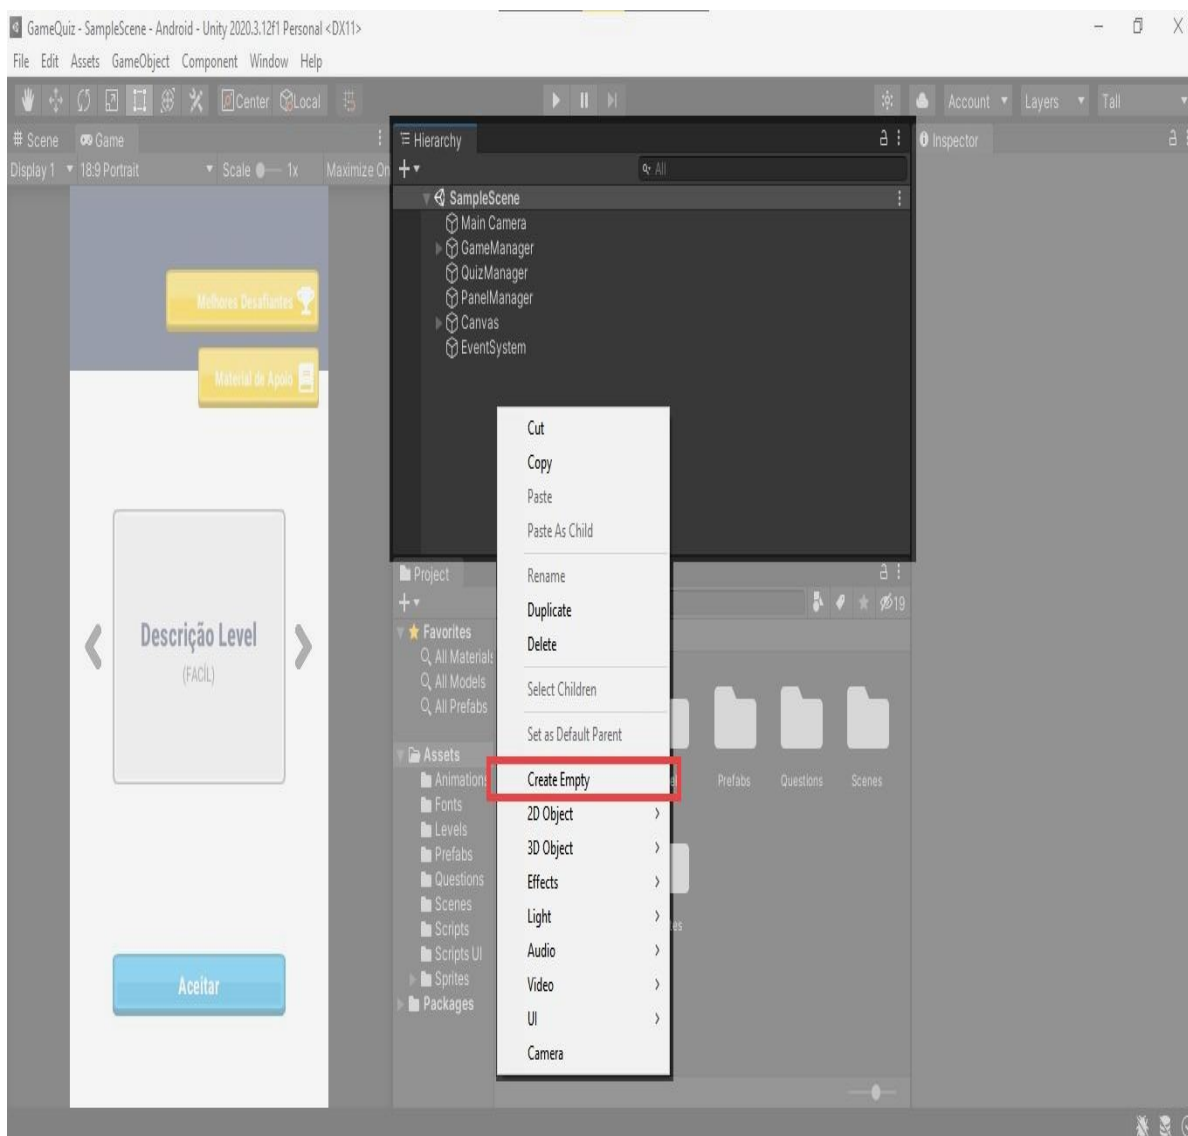 GameQuiz - SampleScene - Android - Unity 2020.3.12f1 Personal <DX11>
File Edit Assets GameObject Component Window Help
Center Local Account Layers Tall
Scene Game
Display 1 18:9 Portrait Scale 1x Maximize On
Melhores Desafiantes
Material de Apoio
Descrição Level
(FACÍL)
Aceitar
Hierarchy
All
SampleScene
Main Camera
GameManager
QuizManager
PanelManager
Canvas
EventSystem
Inspector
Cut
Copy
Paste
Paste As Child
Rename
Duplicate
Delete
Select Children
Set as Default Parent
Create Empty
2D Object
3D Object
Effects
Light
Audio
Video
UI
Camera
Project
19
Favorites
All Materials
All Models
All Prefabs
Assets
Animations
Fonts
Levels
Prefabs
Questions
Scenes
Scripts
Scripts UI
Sprites
Packages
Prefabs Questions Scenes